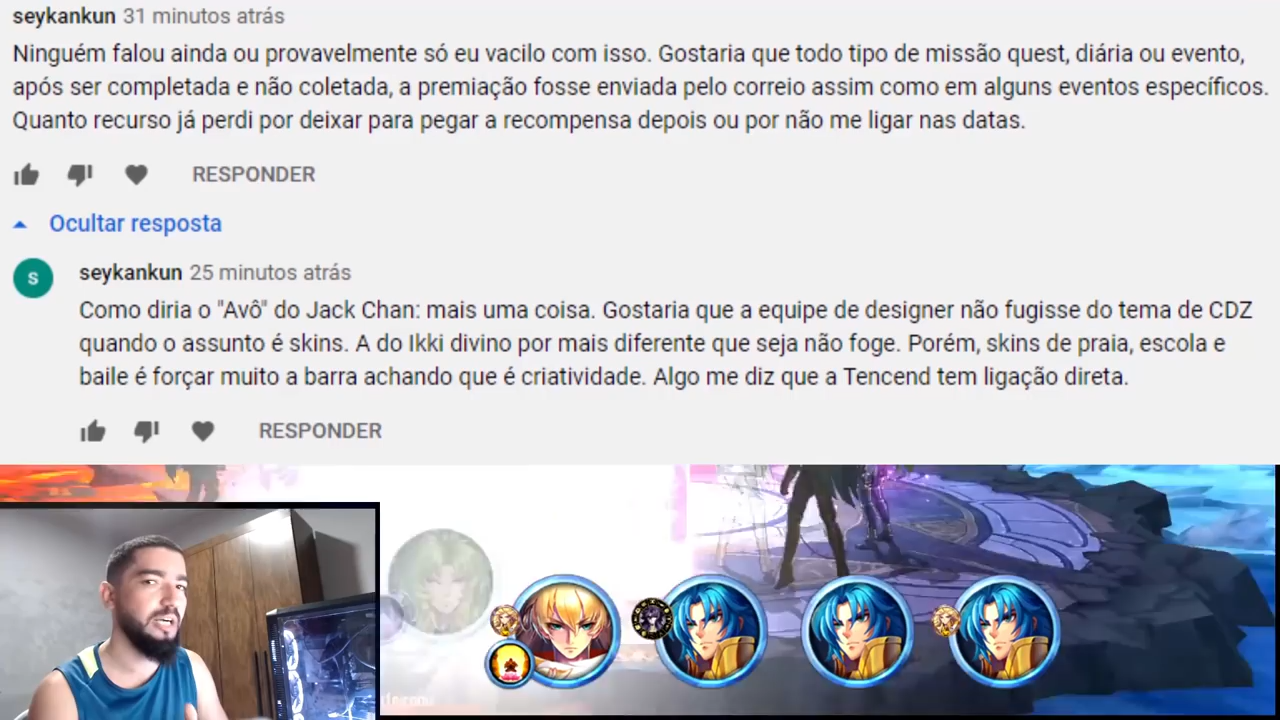 seykankun 31 minutos atrás
Ninguém falou ainda ou provavelmente só eu vacilo com isso. Gostaria que todo tipo de missão quest, diária ou evento,
após ser completada e não coletada, a premiação fosse enviada pelo correio assim como em alguns eventos específicos.
Quanto recurso já perdi por deixar para pegar a recompensa depois ou por não me ligar nas datas.
RESPONDER
Ocultar resposta
S
seykankun 25 minutos atrás
Como diria o "Avô" do Jack Chan: mais uma coisa. Gostaria que a equipe de designer não fugisse do tema de CDZ
quando o assunto é skins. A do Ikki divino por mais diferente que seja não foge. Porém, skins de praia, escola e
baile é forçar muito a barra achando que é criatividade. Algo me diz que a Tencend tem ligação direta.
RESPONDER